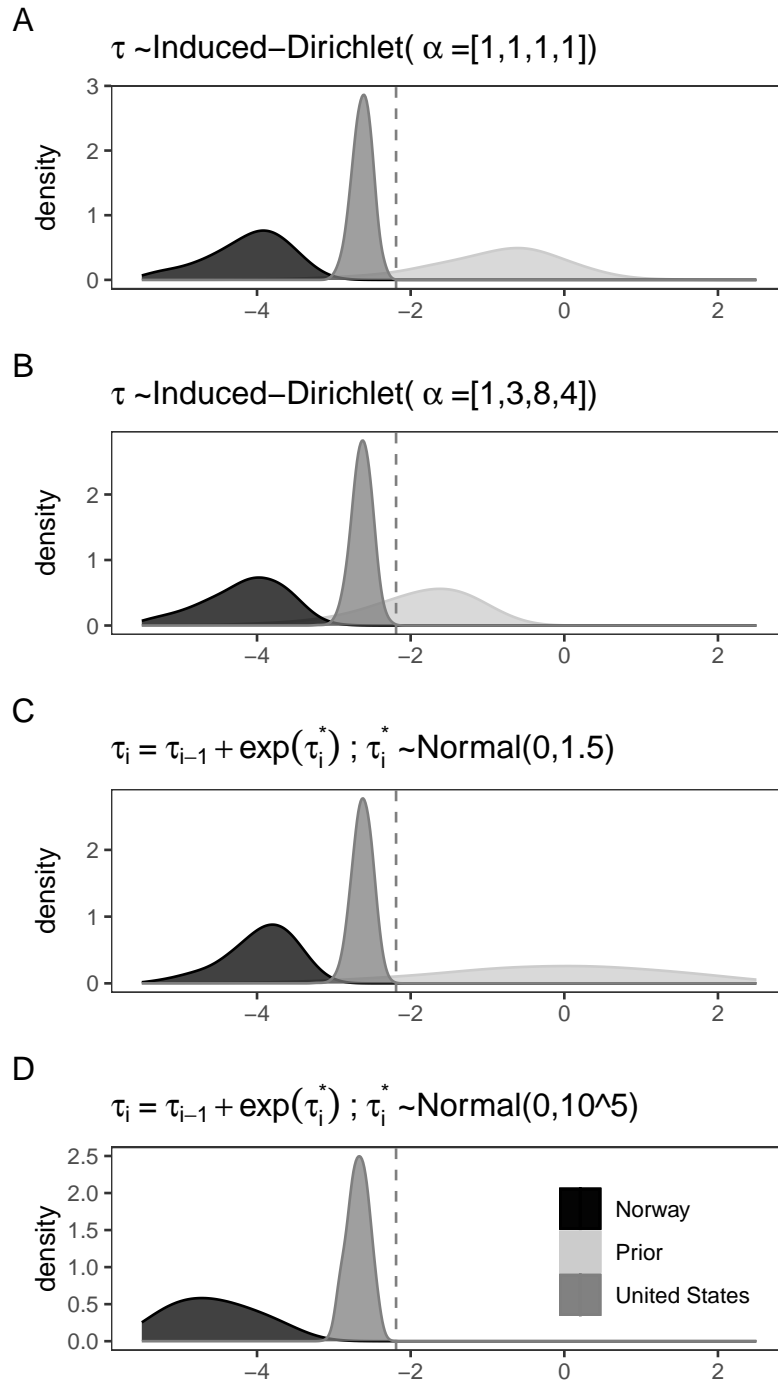 A
τ ~Induced−Dirichlet( α =[1,1,1,1])
3
2
1
0
density
−4 −2 0 2
B
τ ~Induced−Dirichlet( α =[1,3,8,4])
2
1
0
density
−4 −2 0 2
C
τᵢ = τᵢ₋₁ + exp(τᵢ*) ; τᵢ* ~Normal(0,1.5)
2
1
0
density
−4 −2 0 2
D
τᵢ = τᵢ₋₁ + exp(τᵢ*) ; τᵢ* ~Normal(0,10^5)
2.5
2.0
1.5
1.0
0.5
0.0
density
Norway
Prior
United States
−4 −2 0 2